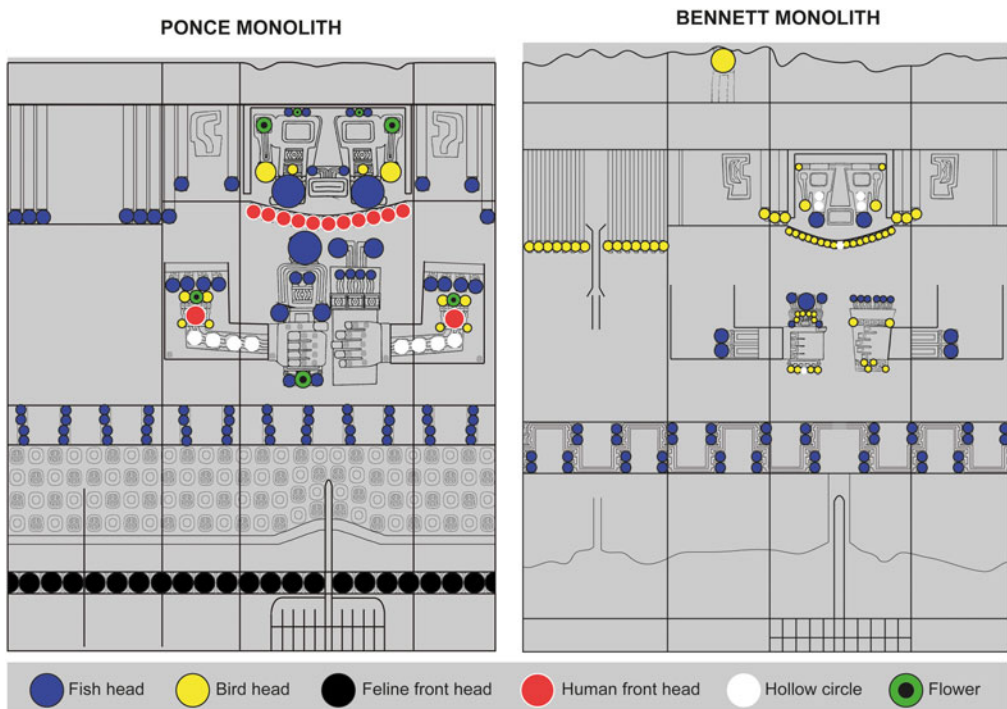 PONCE MONOLITH
BENNETT MONOLITH
Fish head
Bird head
Feline front head
Human front head
Hollow circle
Flower